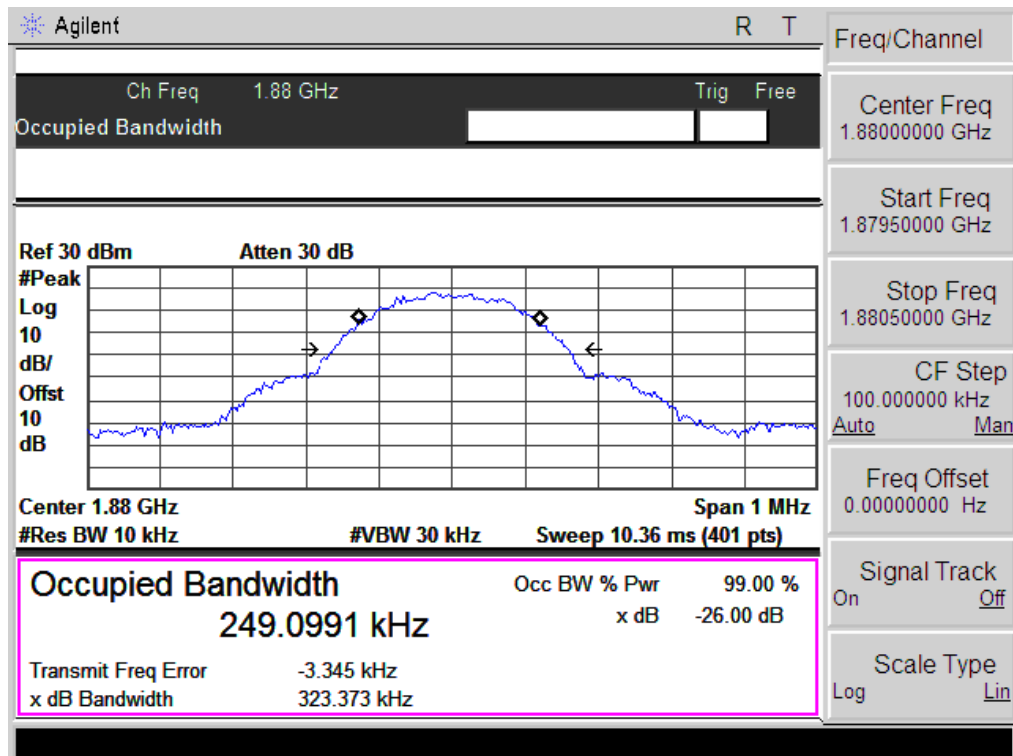 Agilent R T
Ch Freq 1.88 GHz Trig Free
Occupied Bandwidth
Ref 30 dBm Atten 30 dB
#Peak
Log
10
dB/
Offst
10
dB
Center 1.88 GHz Span 1 MHz
#Res BW 10 kHz #VBW 30 kHz Sweep 10.36 ms (401 pts)
Occupied Bandwidth Occ BW % Pwr 99.00 %
249.0991 kHz x dB -26.00 dB
Transmit Freq Error -3.345 kHz
x dB Bandwidth 323.373 kHz
Freq/Channel
Center Freq
1.88000000 GHz
Start Freq
1.87950000 GHz
Stop Freq
1.88050000 GHz
CF Step
100.000000 kHz
Auto Man
Freq Offset
0.00000000 Hz
Signal Track
On Off
Scale Type
Log Lin